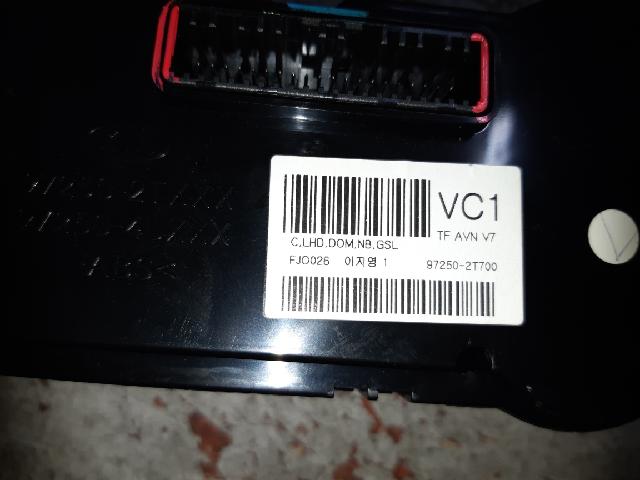 VC1
TF AVN V7
C,LHD,DOM,NB,GSL
FJO026 이지영 1 97250-2T700